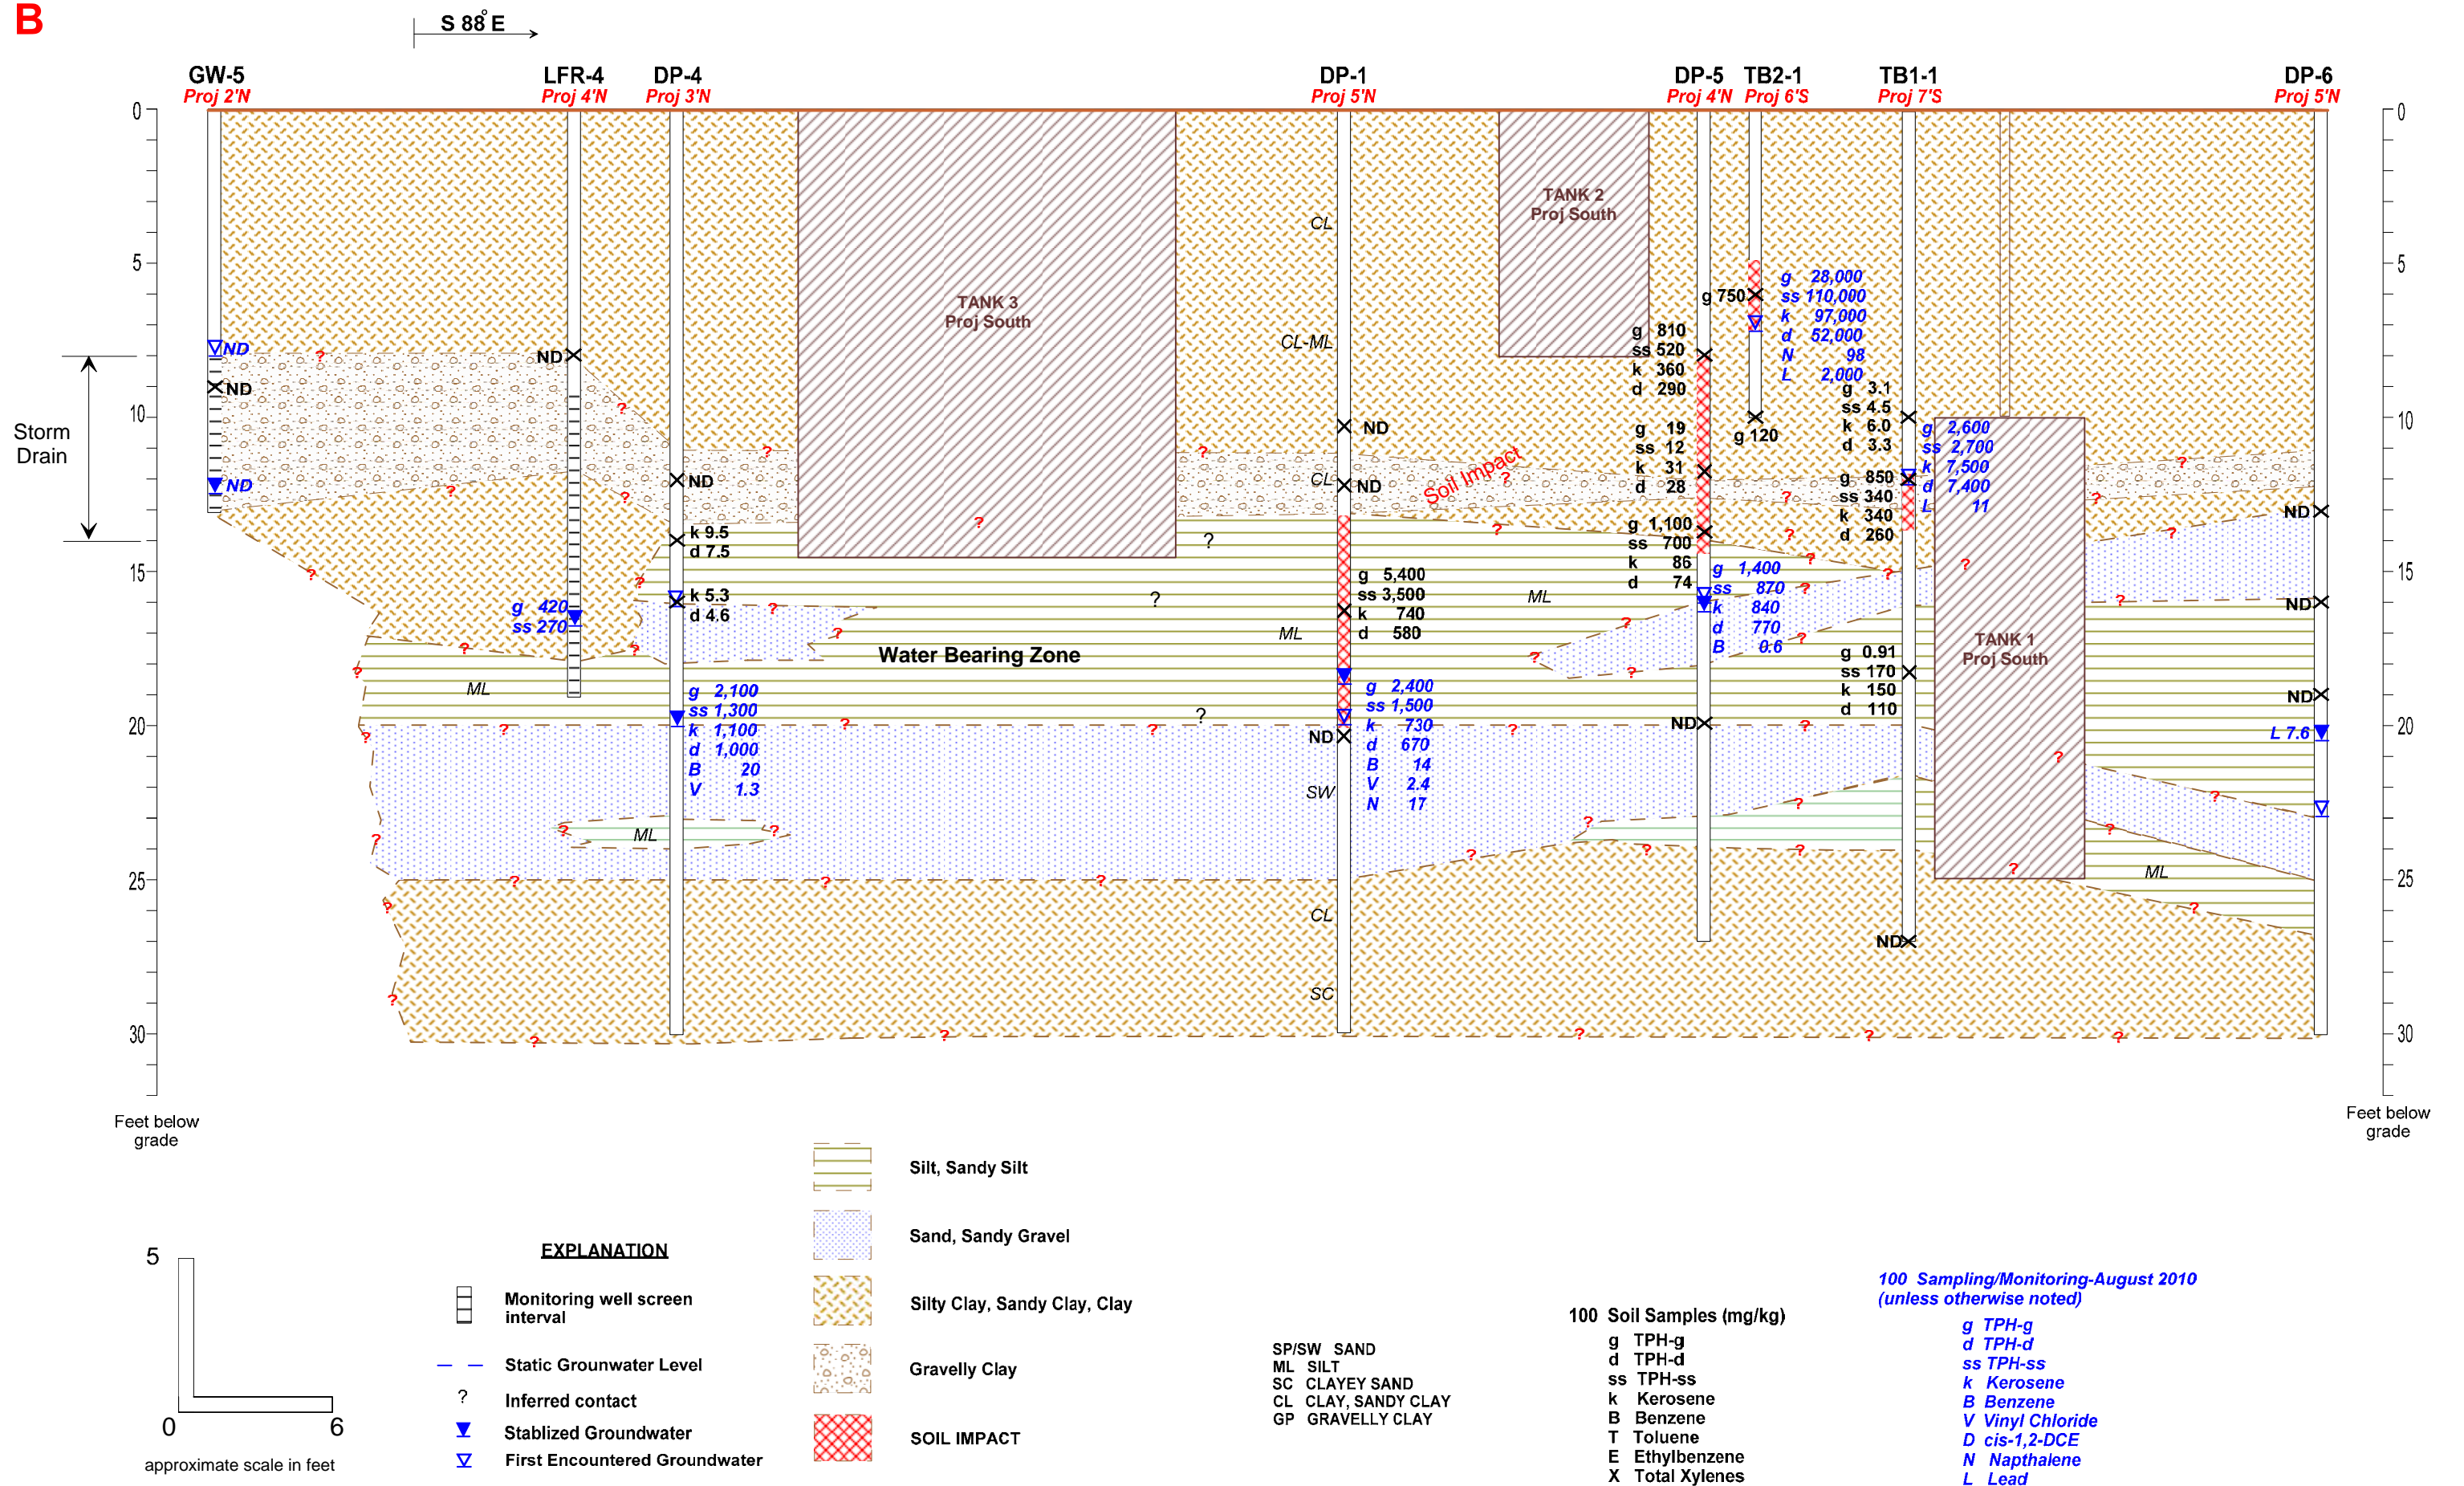 B
S 88° E
GW-5
Proj 2'N
LFR-4
Proj 4'N
DP-4
Proj 3'N
DP-1
Proj 5'N
DP-5
Proj 4'N
TB2-1
Proj 6'S
TB1-1
Proj 7'S
DP-6
Proj 5'N
0
5
10
15
20
25
30
Feet below
grade
Storm
Drain
ND
ND
ND
ND
g 420
ss 270
ML
ND
k 9.5
d 7.5
k 5.3
d 4.6
g 2,100
ss 1,300
k 1,100
d 1,000
B 20
V 1.3
ML
TANK 3
Proj South
Water Bearing Zone
?
?
?
CL
CL-ML
ND
CL
ND
g 5,400
ss 3,500
k 740
d 580
ML
g 2,400
ss 1,500
k 730
d 670
B 14
V 2.4
N 17
ND
SW
CL
SC
Soil Impact
ML
TANK 2
Proj South
g 810
ss 520
k 360
d 290
g 19
ss 12
k 31
d 28
g 1,100
ss 700
k 86
d 74
g 1,400
ss 870
k 840
d 770
B 0.6
ND
g 750
g 28,000
ss 110,000
k 97,000
d 52,000
N 98
L 2,000
g 120
g 3.1
ss 4.5
k 6.0
d 3.3
g 2,600
ss 2,700
k 7,500
d 7,400
L 11
g 850
ss 340
k 340
d 260
g 0.91
ss 170
k 150
d 110
ND
TANK 1
Proj South
ML
ND
ND
ND
L 7.6
0
5
10
15
20
25
30
Feet below
grade
5
0
6
approximate scale in feet
EXPLANATION
Monitoring well screen
interval
Static Grounwater Level
? Inferred contact
Stablized Groundwater
First Encountered Groundwater
Silt, Sandy Silt
Sand, Sandy Gravel
Silty Clay, Sandy Clay, Clay
Gravelly Clay
SOIL IMPACT
SP/SW SAND
ML SILT
SC CLAYEY SAND
CL CLAY, SANDY CLAY
GP GRAVELLY CLAY
100 Soil Samples (mg/kg)
g TPH-g
d TPH-d
ss TPH-ss
k Kerosene
B Benzene
T Toluene
E Ethylbenzene
X Total Xylenes
100 Sampling/Monitoring-August 2010
(unless otherwise noted)
g TPH-g
d TPH-d
ss TPH-ss
k Kerosene
B Benzene
V Vinyl Chloride
D cis-1,2-DCE
N Napthalene
L Lead